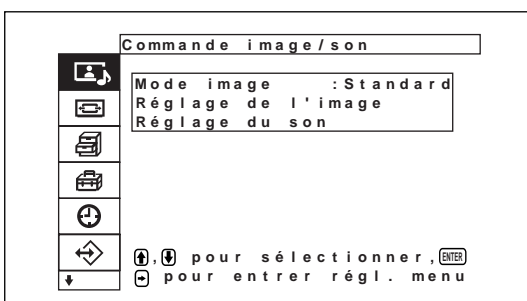 Commande image/son
Mode image :Standard
Réglage de l'image
Réglage du son
, pour sélectionner, ENTER
pour entrer régl. menu